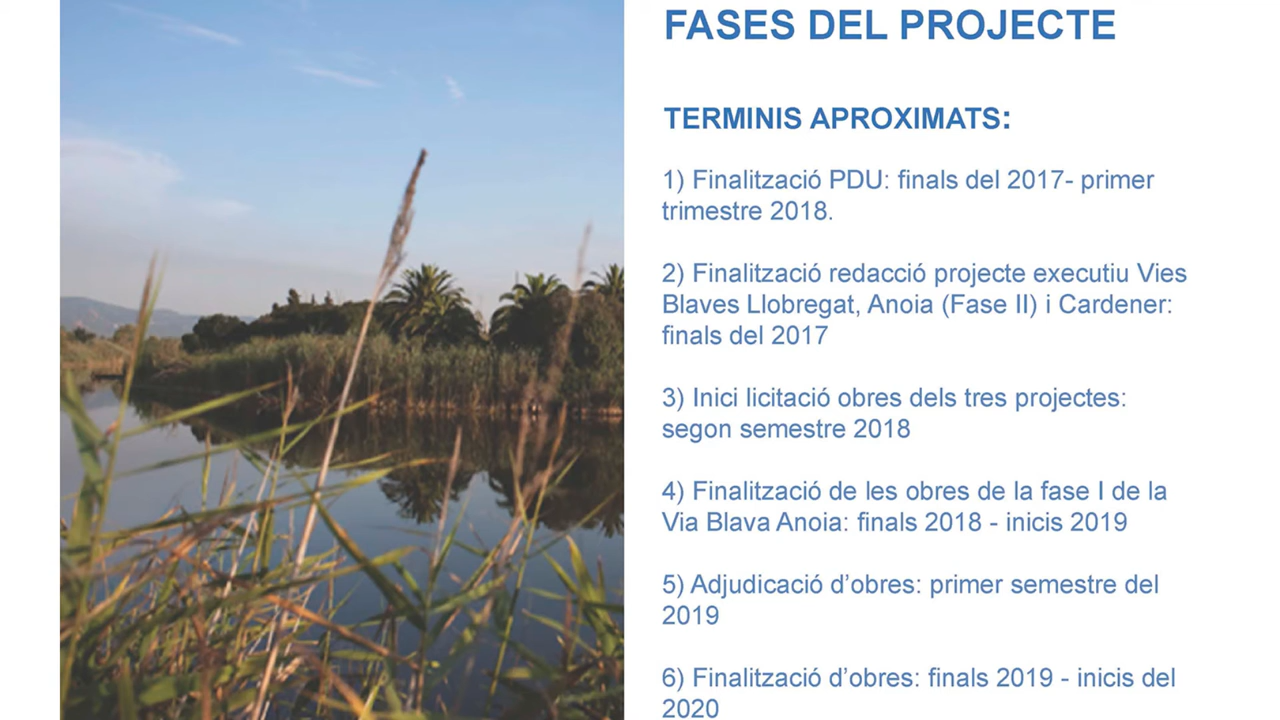 FASES DEL PROJECTE
TERMINIS APROXIMATS:
1) Finalització PDU: finals del 2017- primer
trimestre 2018.
2) Finalització redacció projecte executiu Vies
Blaves Llobregat, Anoia (Fase II) i Cardener:
finals del 2017
3) Inici licitació obres dels tres projectes:
segon semestre 2018
4) Finalització de les obres de la fase I de la
Via Blava Anoia: finals 2018 - inicis 2019
5) Adjudicació d’obres: primer semestre del
2019
6) Finalització d’obres: finals 2019 - inicis del
2020